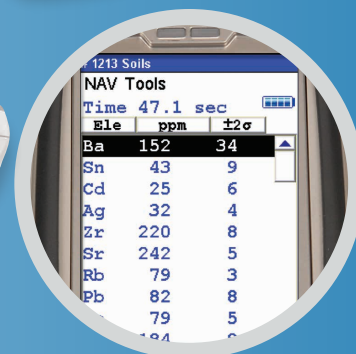 # 1213 Soils
NAV Tools
Time 47.1 sec
Ele ppm ±2σ
Ba 152 34
Sn 43 9
Cd 25 6
Ag 32 4
Zr 220 8
Sr 242 5
Rb 79 3
Pb 82 8
79 5
184